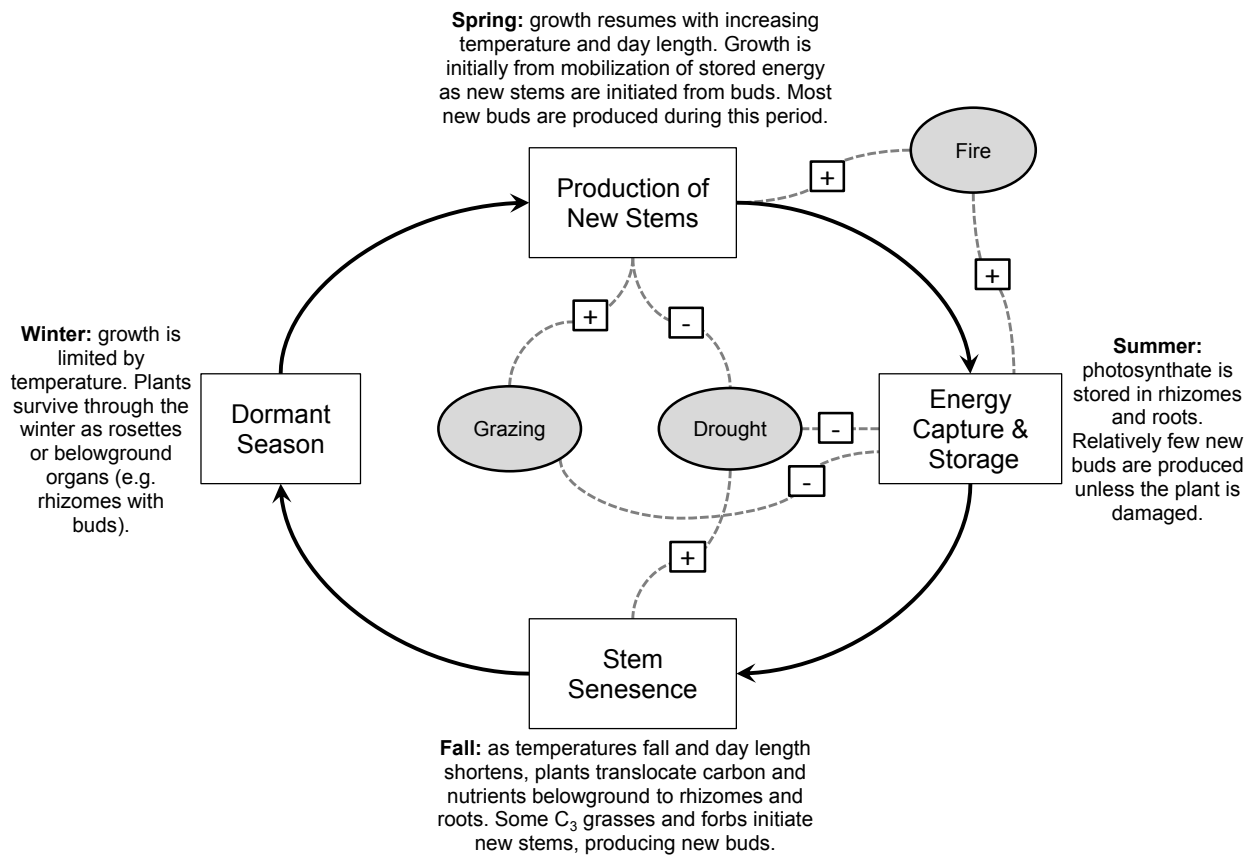 Spring: growth resumes with increasing
temperature and day length. Growth is
initially from mobilization of stored energy
as new stems are initiated from buds. Most
new buds are produced during this period.
Fire
Production of
New Stems
+
+
+
-
Winter: growth is
limited by
temperature. Plants
survive through the
winter as rosettes
or belowground
organs (e.g.
rhizomes with
buds).
Dormant
Season
Grazing
Drought
-
-
Energy
Capture &
Storage
Summer:
photosynthate is
stored in rhizomes
and roots.
Relatively few new
buds are produced
unless the plant is
damaged.
+
Stem
Senesence
Fall: as temperatures fall and day length
shortens, plants translocate carbon and
nutrients belowground to rhizomes and
roots. Some C₃ grasses and forbs initiate
new stems, producing new buds.